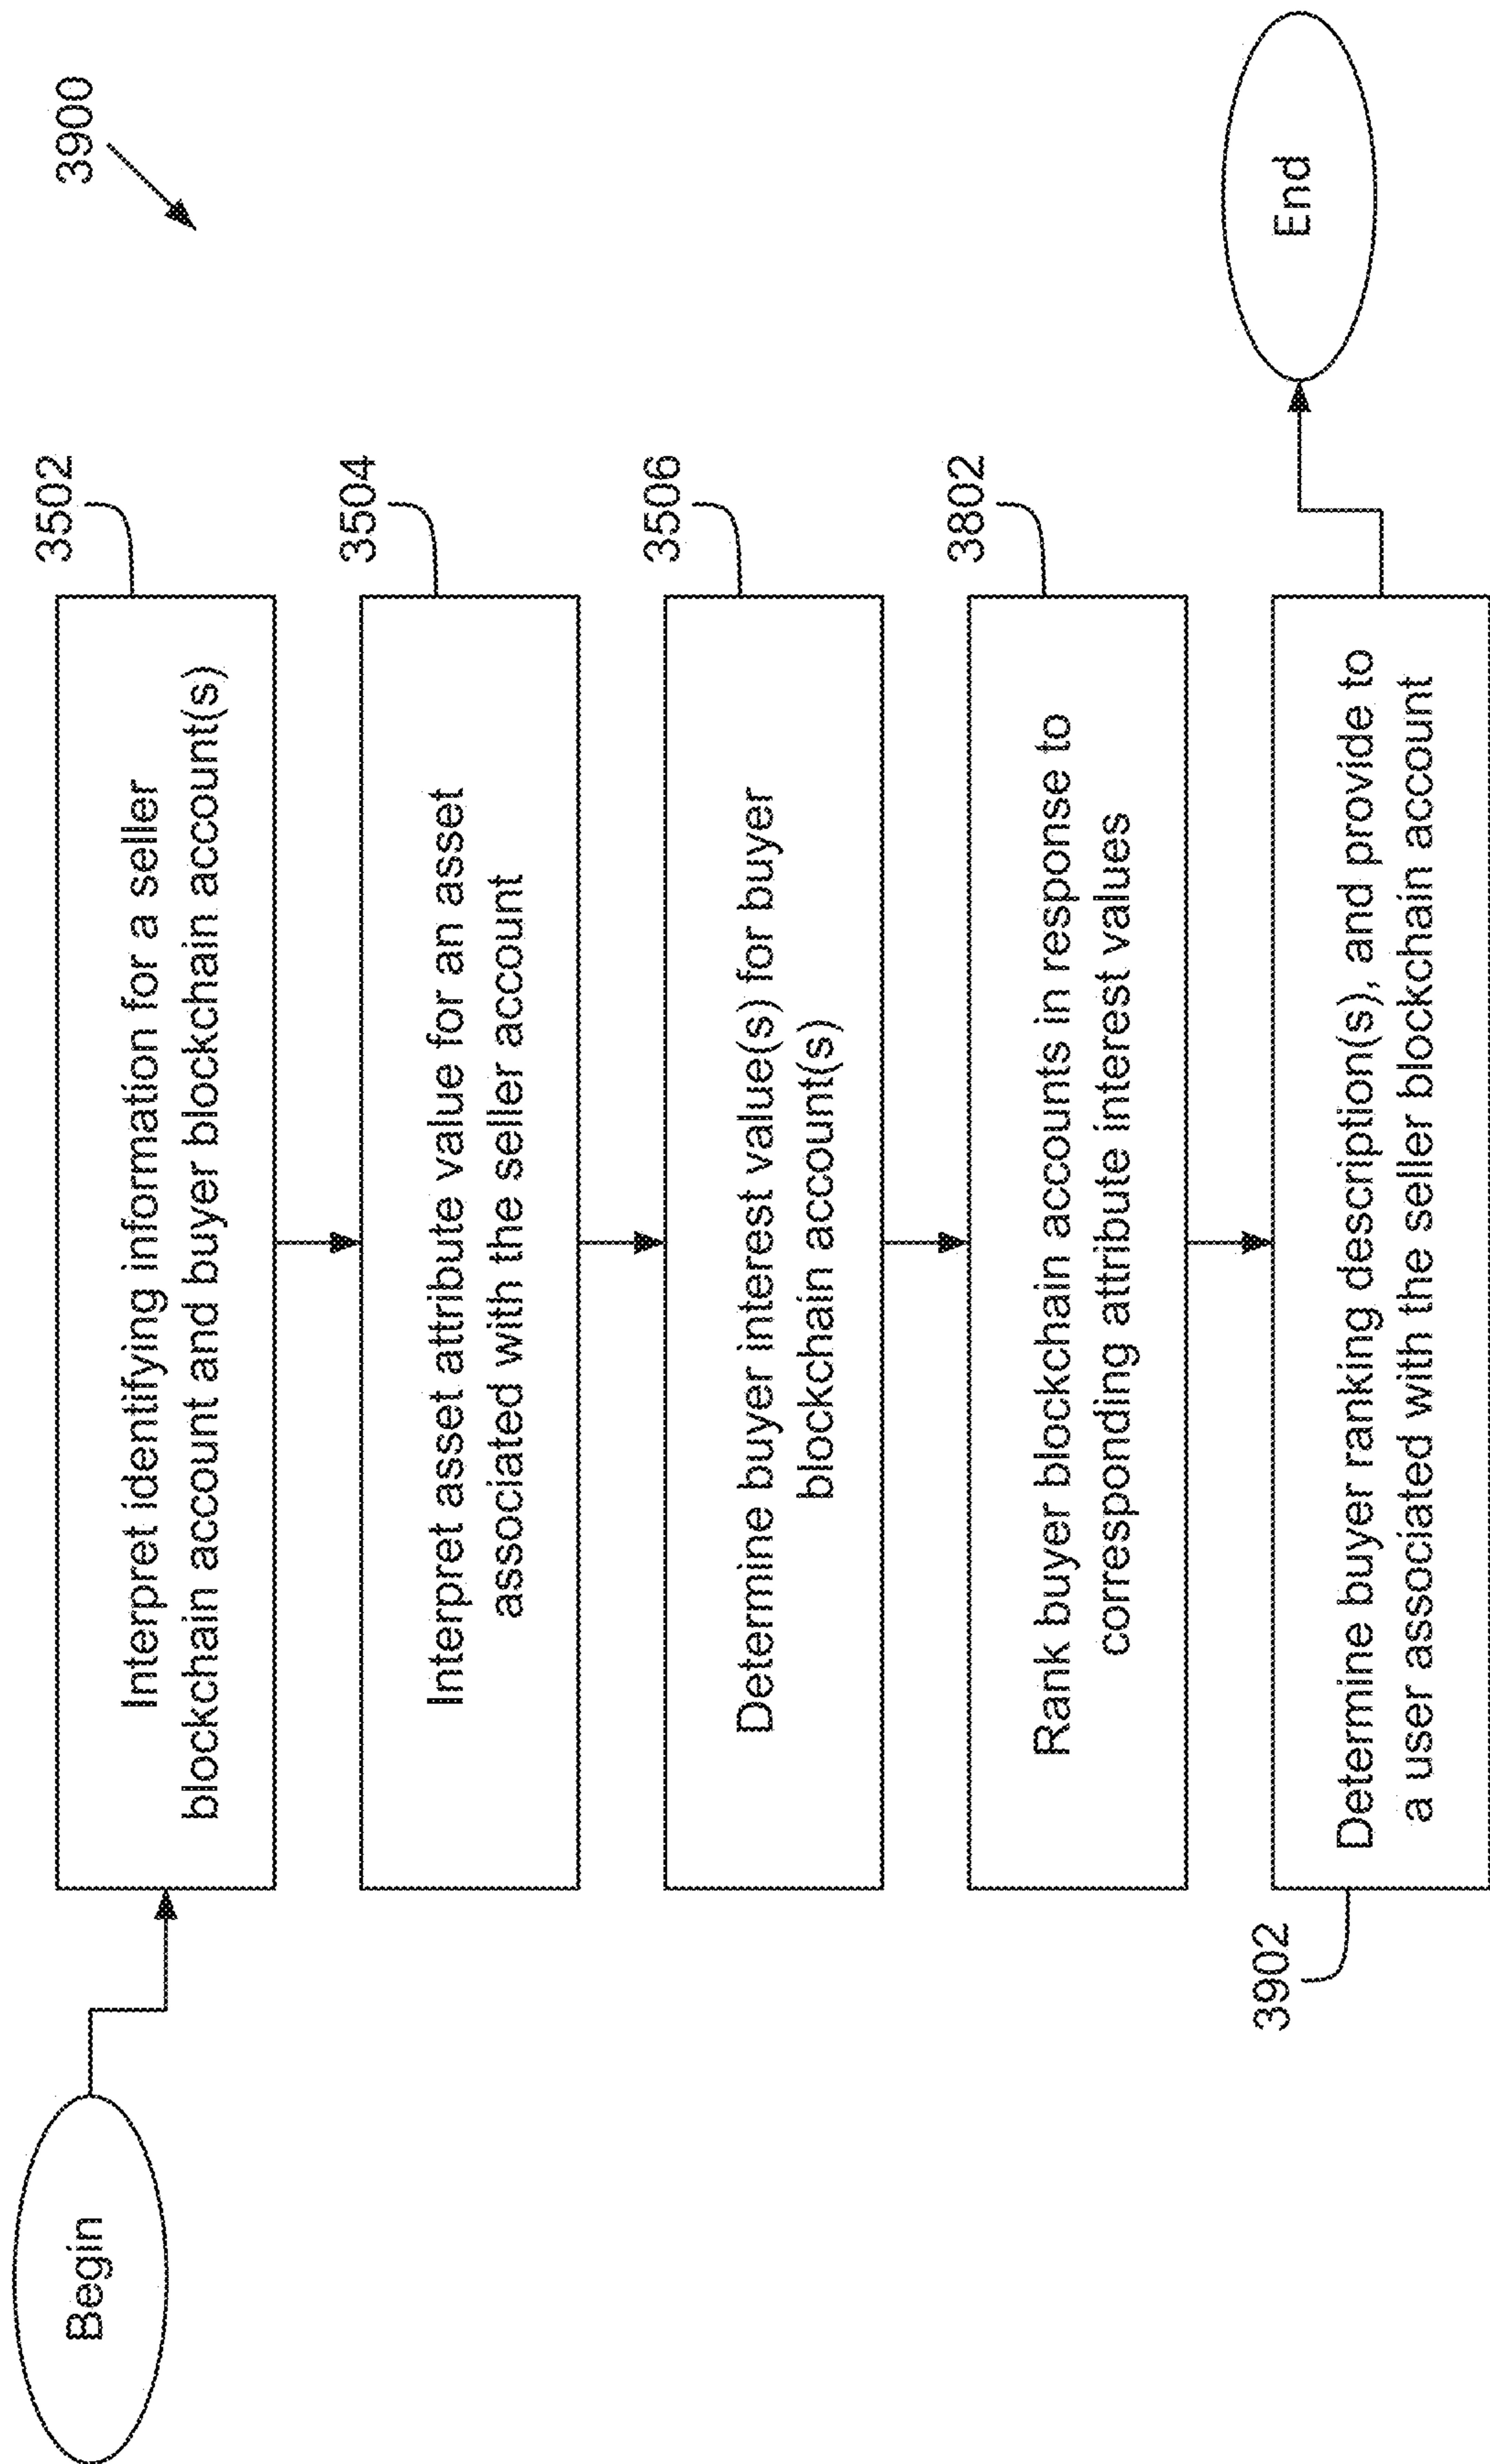 3900
Begin
3502
Interpret identifying information for a seller
blockchain account and buyer blockchain account(s)
3504
Interpret asset attribute value for an asset
associated with the seller account
3506
Determine buyer interest value(s) for buyer
blockchain account(s)
3802
Rank buyer blockchain accounts in response to
corresponding attribute interest values
3902
Determine buyer ranking description(s), and provide to
a user associated with the seller blockchain account
End